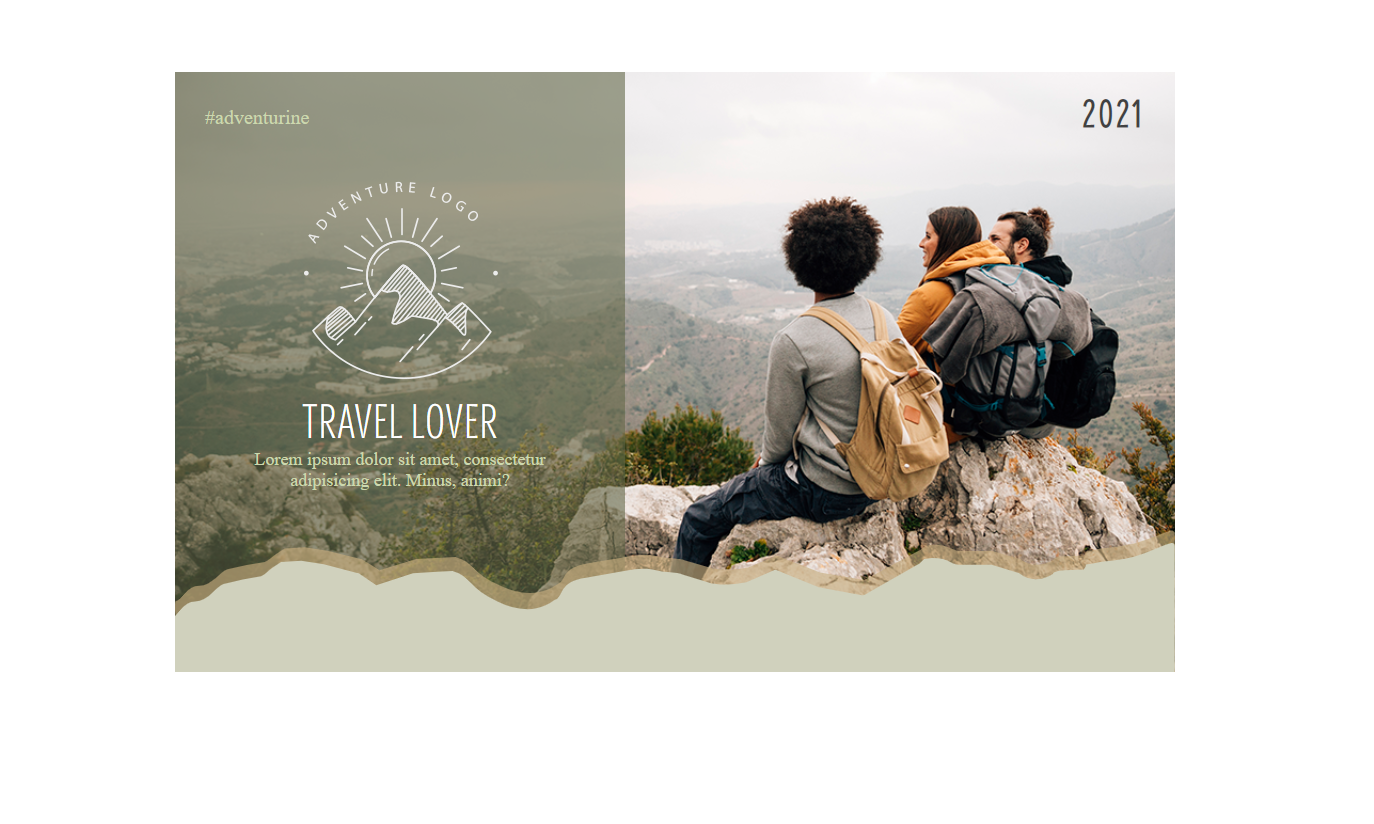 #adventurine
2021
ADVENTURE LOGO
TRAVEL LOVER
Lorem ipsum dolor sit amet, consectetur
adipisicing elit. Minus, animi?